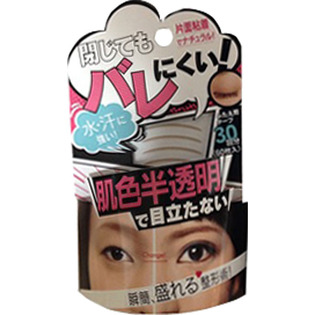 閉じても
バレにくい!
片面粘着
でナチュラル!
水・汗に
強い!
30
肌色半透明
で目立たない
Change!
瞬簡、盛れる整形術!